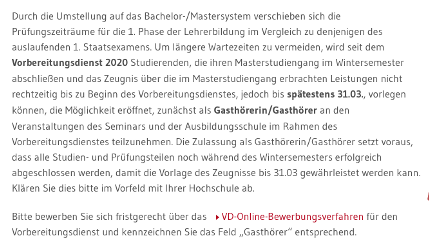 Durch die Umstellung auf das Bachelor-/Mastersystem verschieben sich die
Prüfungszeiträume für die 1. Phase der Lehrerbildung im Vergleich zu denjenigen des
auslaufenden 1. Staatsexamens. Um längere Wartezeiten zu vermeiden, wird seit dem
Vorbereitungsdienst 2020 Studierenden, die ihren Masterstudiengang im Wintersemester
abschließen und das Zeugnis über die im Masterstudiengang erbrachten Leistungen nicht
rechtzeitig bis zu Beginn des Vorbereitungsdienstes, jedoch bis spätestens 31.03., vorlegen
können, die Möglichkeit eröffnet, zunächst als Gasthörerin/Gasthörer an den
Veranstaltungen des Seminars und der Ausbildungsschule im Rahmen des
Vorbereitungsdienstes teilzunehmen. Die Zulassung als Gasthörerin/Gasthörer setzt voraus,
dass alle Studien- und Prüfungsteilen noch während des Wintersemesters erfolgreich
abgeschlossen werden, damit die Vorlage des Zeugnisse bis 31.03 gewährleistet werden kann.
Klären Sie dies bitte im Vorfeld mit Ihrer Hochschule ab.
Bitte bewerben Sie sich fristgerecht über das VD-Online-Bewerbungsverfahren für den
Vorbereitungsdienst und kennzeichnen Sie das Feld „Gasthörer“ entsprechend.